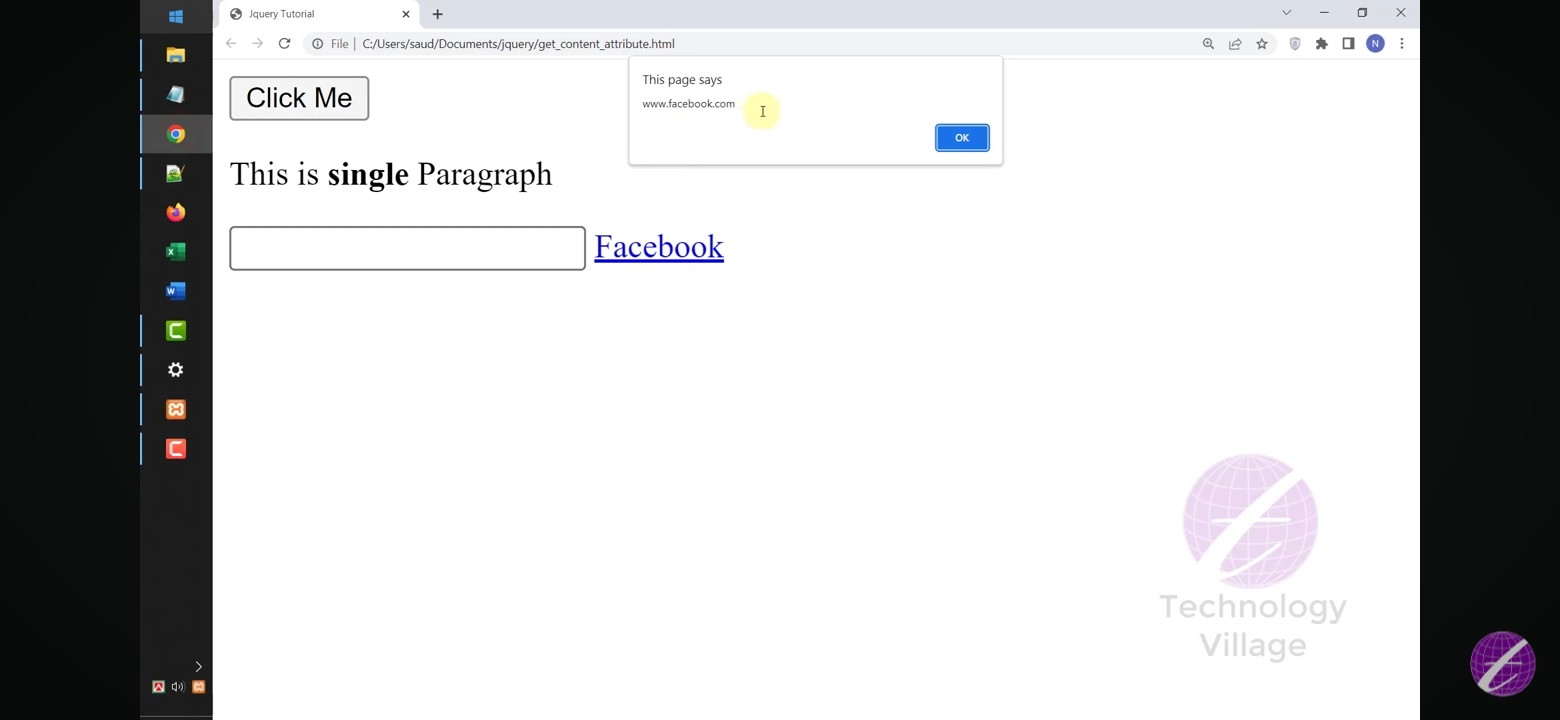 Jquery Tutorial
File | C:/Users/saud/Documents/jquery/get_content_attribute.html
N
This page says
www.facebook.com
OK
Click Me
This is single Paragraph
Facebook
Technology
Village